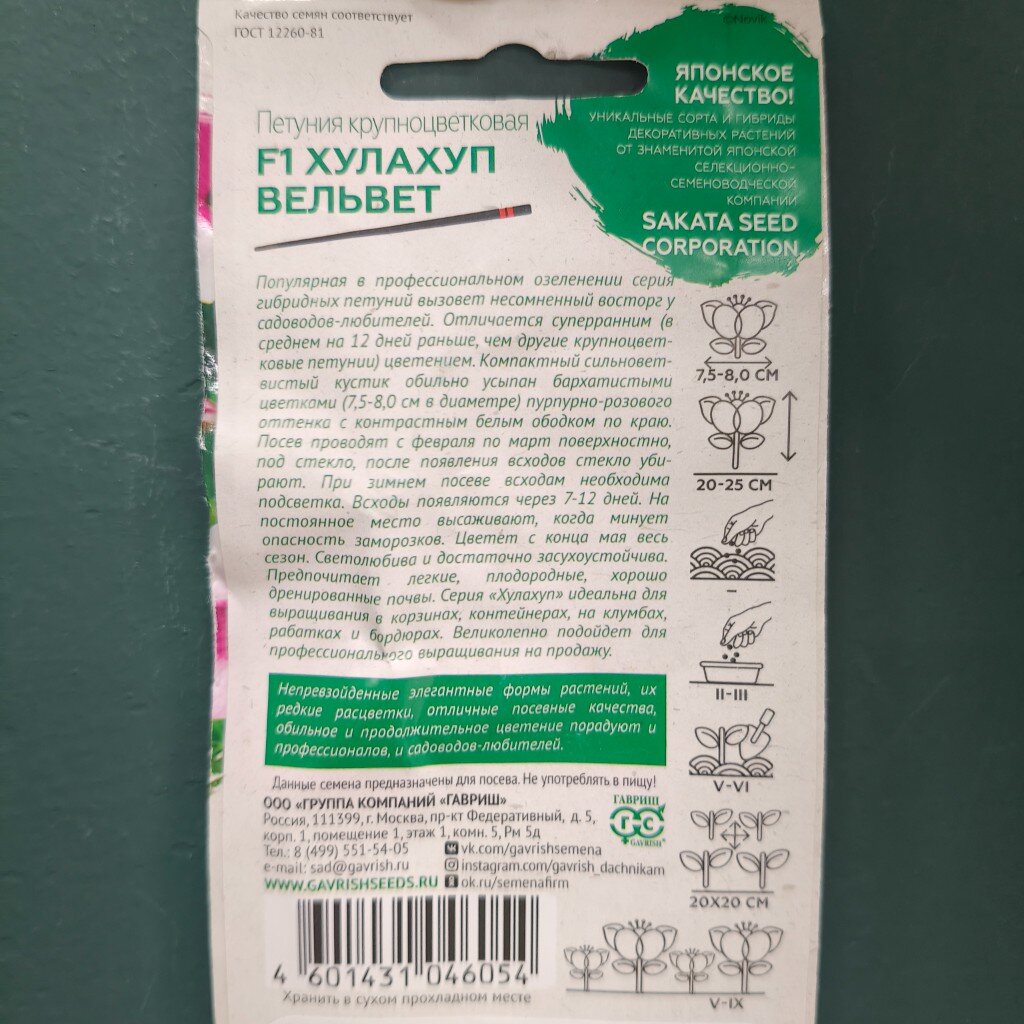 Качество семян соответствует
ГОСТ 12260-81
©Novik
ЯПОНСКОЕ
КАЧЕСТВО!
УНИКАЛЬНЫЕ СОРТА И ГИБРИДЫ
ДЕКОРАТИВНЫХ РАСТЕНИЙ
ОТ ЗНАМЕНИТОЙ ЯПОНСКОЙ
СЕЛЕКЦИОННО-
СЕМЕНОВОДЧЕСКОЙ
КОМПАНИИ
SAKATA SEED
CORPORATION
Петуния крупноцветковая
F1 ХУЛАХУП
ВЕЛЬВЕТ
Популярная в профессиональном озеленении серия
гибридных петуний вызовет несомненный восторг у
садоводов-любителей. Отличается суперранним (в
среднем на 12 дней раньше, чем другие крупноцвет-
ковые петунии) цветением. Компактный сильновет-
вистый кустик обильно усыпан бархатистыми
цветками (7,5-8,0 см в диаметре) пурпурно-розового
оттенка с контрастным белым ободком по краю.
Посев проводят с февраля по март поверхностно,
под стекло, после появления всходов стекло уби-
рают. При зимнем посеве всходам необходима
подсветка. Всходы появляются через 7-12 дней. На
постоянное место высаживают, когда минует
опасность заморозков. Цветет с конца мая весь
сезон. Светолюбива и достаточно засухоустойчива.
Предпочитает легкие, плодородные, хорошо
дренированные почвы. Серия «Хулахуп» идеальна для
выращивания в корзинах, контейнерах, на клумбах,
рабатках и бордюрах. Великолепно подойдет для
профессионального выращивания на продажу.
7,5-8,0 СМ
20-25 СМ
–
II-III
V-VI
20X20 СМ
V-IX
Непревзойденные элегантные формы растений, их
редкие расцветки, отличные посевные качества,
обильное и продолжительное цветение порадуют и
профессионалов, и садоводов-любителей.
Данные семена предназначены для посева. Не употреблять в пищу!
ООО «ГРУППА КОМПАНИЙ «ГАВРИШ»
Россия, 111399, г. Москва, пр-кт Федеративный, д. 5,
корп. 1, помещение 1, этаж 1, комн. 5, Рм 5д
Тел.: 8 (499) 551-54-05
vk.com/gavrishsemena
e-mail: sad@gavrish.ru
instagram.com/gavrish_dachnikam
WWW.GAVRISHSEEDS.RU
ok.ru/semenafirm
ГАВРИШ
GAVRISH
4 601431 046054
Хранить в сухом прохладном месте